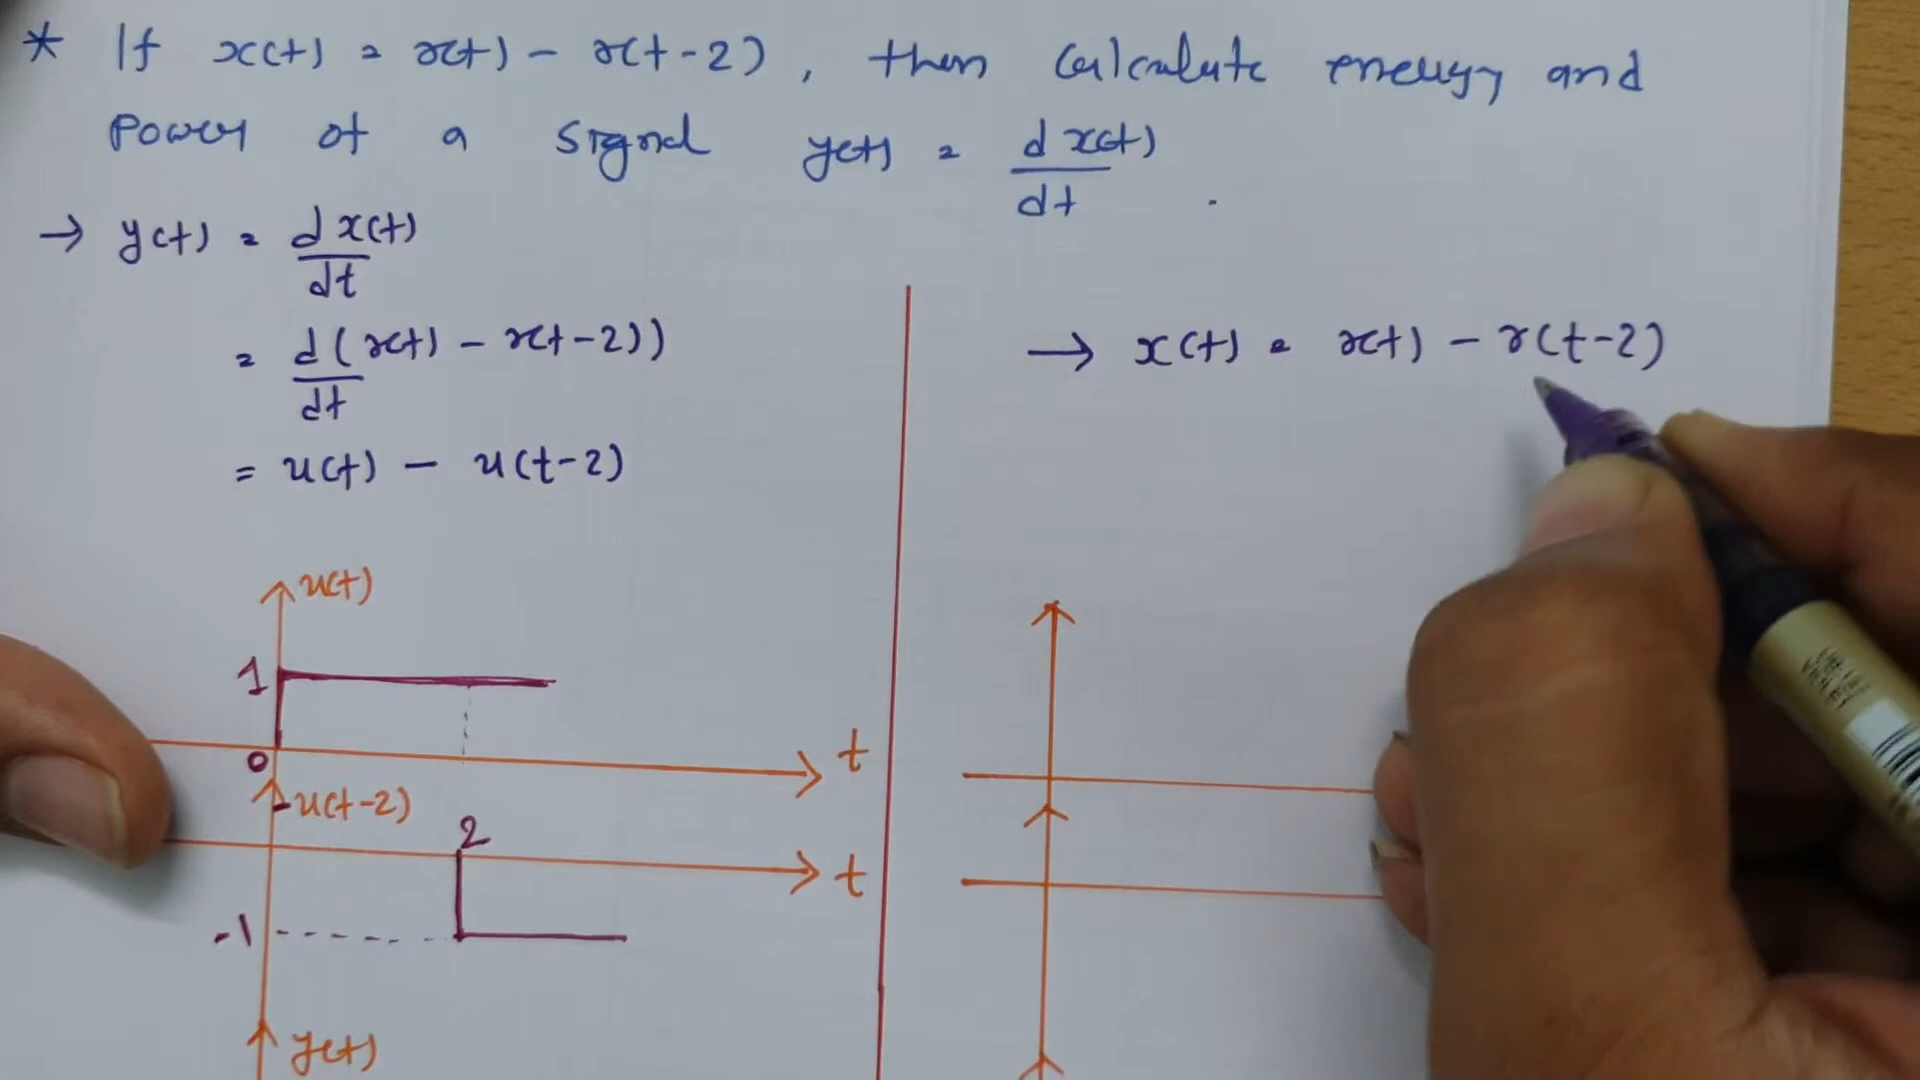 * If x(t) = r(t) - r(t-2), then calculate energy and
Power of a signal y(t) = d x(t)
dt .
→ y(t) = d x(t)
dt
= d (r(t) - r(t-2))
dt
= u(t) - u(t-2)
u(t)
1
0
t
-u(t-2)
2
t
-1
y(t)
→ x(t) = r(t) - r(t-2)